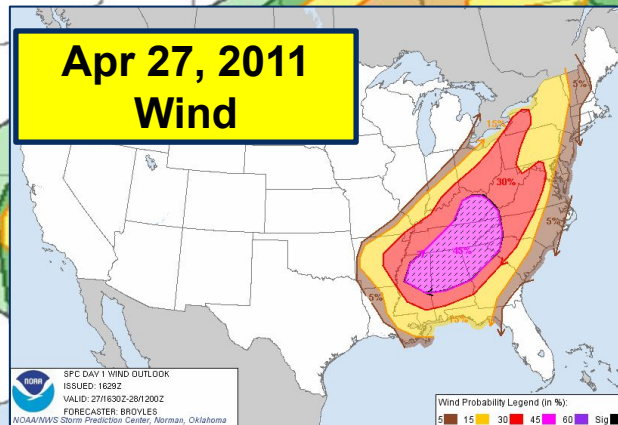 Apr 27, 2011
Wind
5%
15%
30%
5%
45%
5%
15%
NOAA
SPC DAY 1 WIND OUTLOOK
ISSUED: 1629Z
VALID: 27/1630Z-28/1200Z
FORECASTER: BROYLES
NOAA/NWS Storm Prediction Center, Norman, Oklahoma
Wind Probability Legend (in %):
5 15 30 45 60 Sig